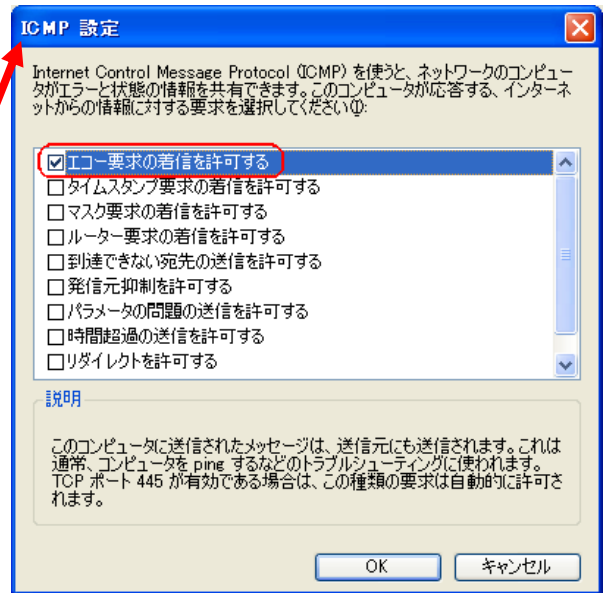 ICMP 設定
Internet Control Message Protocol (ICMP) を使うと、ネットワークのコンピュー
タがエラーと状態の情報を共有できます。このコンピュータが応答する、インターネ
ットからの情報に対する要求を選択してください(I):
エコー要求の着信を許可する
タイムスタンプ要求の着信を許可する
マスク要求の着信を許可する
ルーター要求の着信を許可する
到達できない宛先の送信を許可する
発信元抑制を許可する
パラメータの問題の送信を許可する
時間超過の送信を許可する
リダイレクトを許可する
説明
このコンピュータに送信されたメッセージは、送信元にも送信されます。これは
通常、コンピュータを ping するなどのトラブルシューティングに使われます。
TCP ポート 445 が有効である場合は、この種類の要求は自動的に許可さ
れます。
OK キャンセル